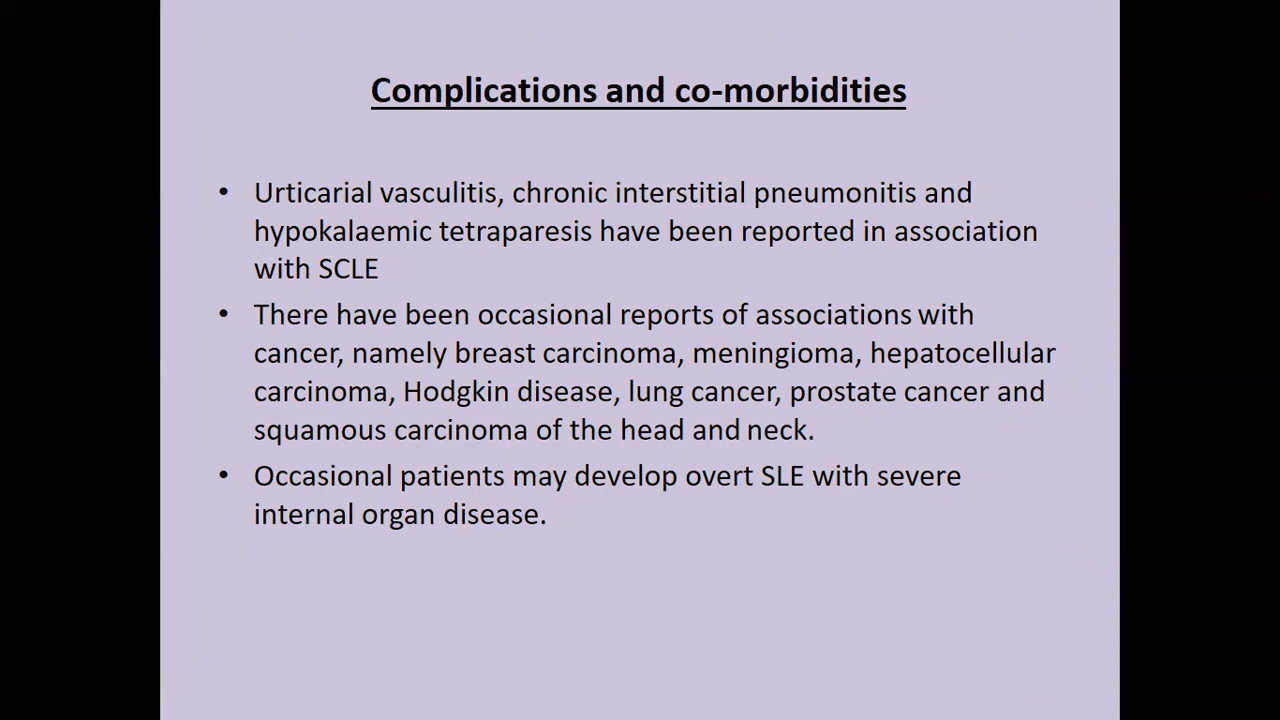 Complications and co-morbidities
• Urticarial vasculitis, chronic interstitial pneumonitis and
hypokalaemic tetraparesis have been reported in association
with SCLE
• There have been occasional reports of associations with
cancer, namely breast carcinoma, meningioma, hepatocellular
carcinoma, Hodgkin disease, lung cancer, prostate cancer and
squamous carcinoma of the head and neck.
• Occasional patients may develop overt SLE with severe
internal organ disease.